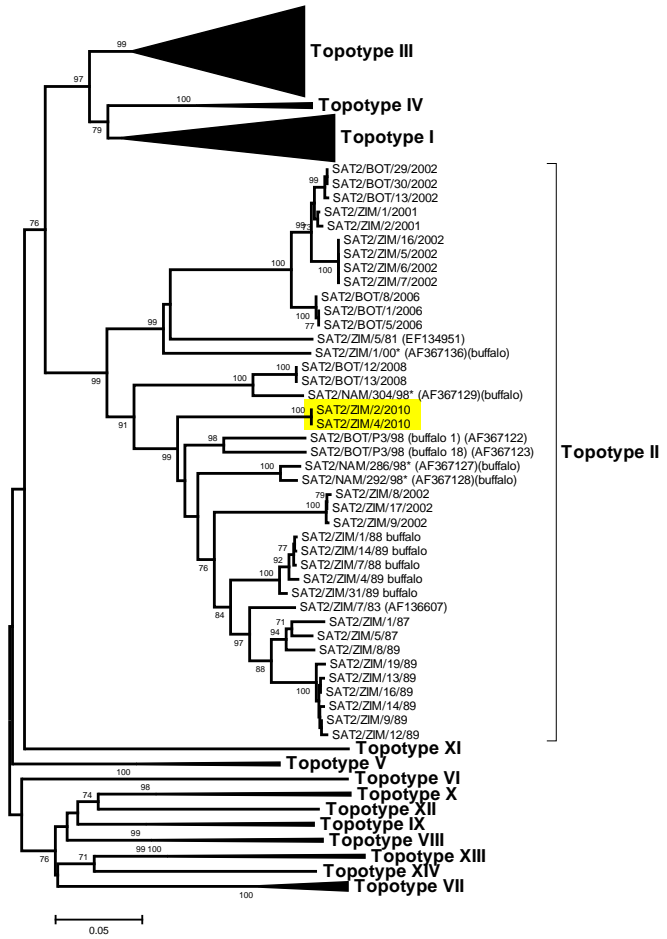 99
Topotype III
97
100
Topotype IV
79
Topotype I
SAT2/BOT/29/2002
99
SAT2/BOT/30/2002
SAT2/BOT/13/2002
SAT2/ZIM/1/2001
76
99
73
SAT2/ZIM/2/2001
SAT2/ZIM/16/2002
SAT2/ZIM/5/2002
100
SAT2/ZIM/6/2002
100
SAT2/ZIM/7/2002
SAT2/BOT/8/2006
100
SAT2/BOT/1/2006
77
SAT2/BOT/5/2006
99
SAT2/ZIM/5/81 (EF134951)
SAT2/ZIM/1/00* (AF367136)(buffalo)
100
SAT2/BOT/12/2008
99
100
SAT2/BOT/13/2008
SAT2/NAM/304/98* (AF367129)(buffalo)
91
100
SAT2/ZIM/2/2010
SAT2/ZIM/4/2010
98
SAT2/BOT/P3/98 (buffalo 1) (AF367122)
99
SAT2/BOT/P3/98 (buffalo 18) (AF367123)
Topotype II
100
SAT2/NAM/286/98* (AF367127)(buffalo)
SAT2/NAM/292/98* (AF367128)(buffalo)
79
SAT2/ZIM/8/2002
100
SAT2/ZIM/17/2002
SAT2/ZIM/9/2002
SAT2/ZIM/1/88 buffalo
77
SAT2/ZIM/14/89 buffalo
92
SAT2/ZIM/7/88 buffalo
76
100
SAT2/ZIM/4/89 buffalo
SAT2/ZIM/31/89 buffalo
84
SAT2/ZIM/7/83 (AF136607)
71
SAT2/ZIM/1/87
94
SAT2/ZIM/5/87
97
SAT2/ZIM/8/89
88
SAT2/ZIM/19/89
SAT2/ZIM/13/89
100
SAT2/ZIM/16/89
SAT2/ZIM/14/89
SAT2/ZIM/9/89
SAT2/ZIM/12/89
Topotype XI
Topotype V
100
Topotype VI
98
Topotype X
74
Topotype XII
Topotype IX
99
Topotype VIII
76
99 100
Topotype XIII
71
Topotype XIV
100
Topotype VII
0.05